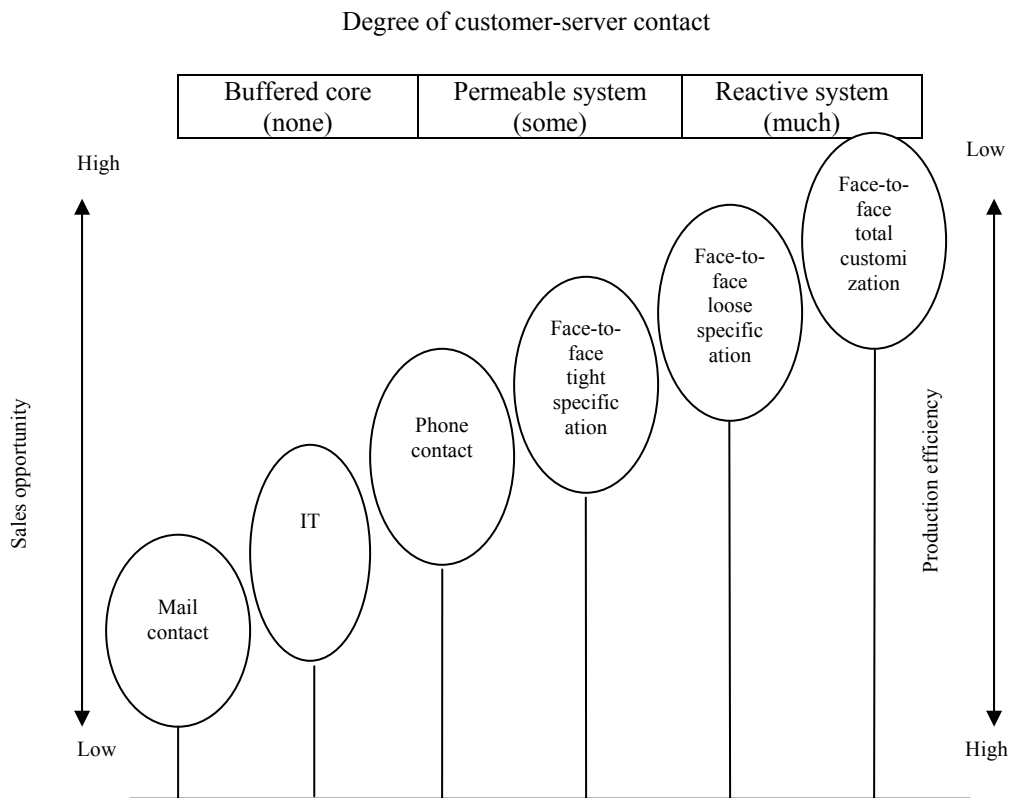 Degree of customer-server contact
Buffered core
(none)
Permeable system
(some)
Reactive system
(much)
High
Low
Face-to-
face
total
customi
zation
Face-to-
face
loose
specific
ation
Face-to-
face
tight
specific
ation
Phone
contact
IT
Mail
contact
Sales opportunity
Production efficiency
Low
High